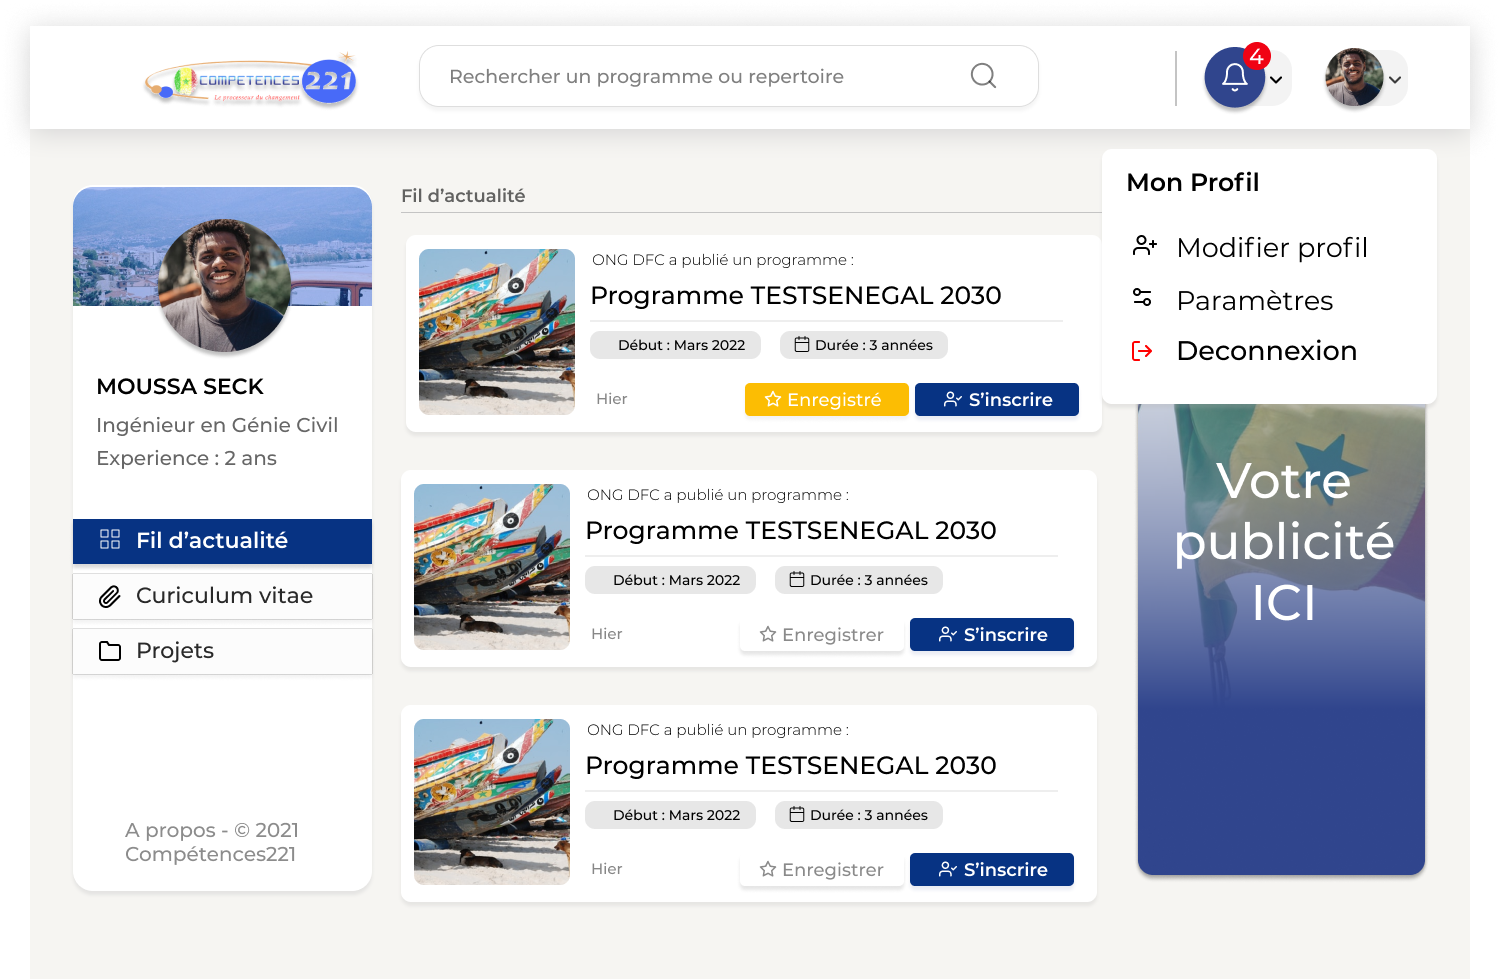 COMPETENCES 221
Le processeur du changement
Rechercher un programme ou repertoire
4
MOUSSA SECK
Ingénieur en Génie Civil
Experience : 2 ans
Fil d’actualité
Curiculum vitae
Projets
A propos - © 2021
Compétences221
Fil d’actualité
ONG DFC a publié un programme :
Programme TESTSENEGAL 2030
Début : Mars 2022
Durée : 3 années
Hier
Enregistré
S’inscrire
ONG DFC a publié un programme :
Programme TESTSENEGAL 2030
Début : Mars 2022
Durée : 3 années
Hier
Enregistrer
S’inscrire
ONG DFC a publié un programme :
Programme TESTSENEGAL 2030
Début : Mars 2022
Durée : 3 années
Hier
Enregistrer
S’inscrire
Mon Profil
Modifier profil
Paramètres
Deconnexion
Votre
publicité
ICI